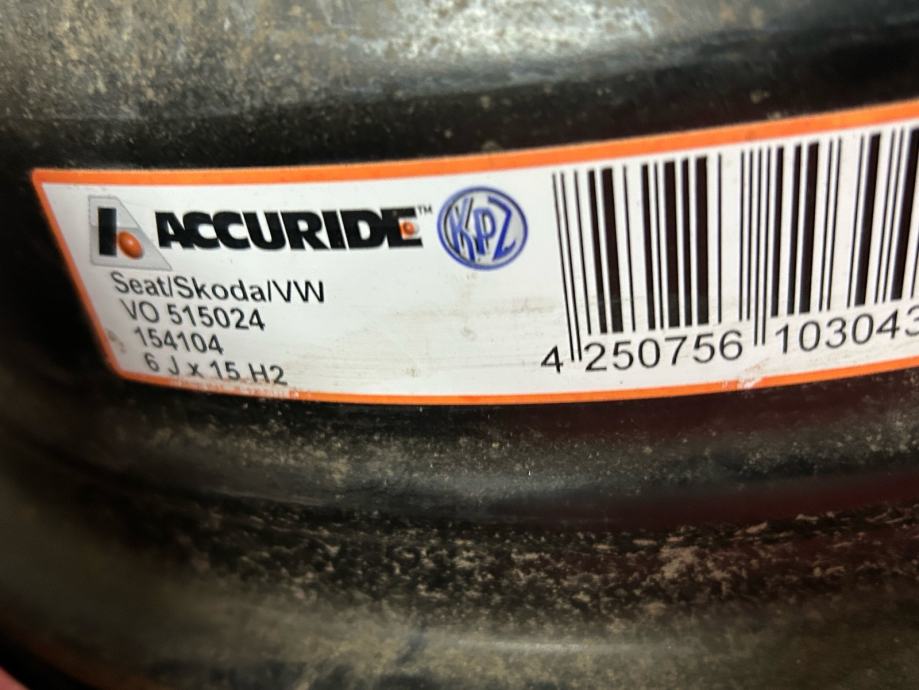 ACCURIDE™ KPZ
Seat/Skoda/VW
VO 515024
154104
6 J x 15 H2
4 250756 103043